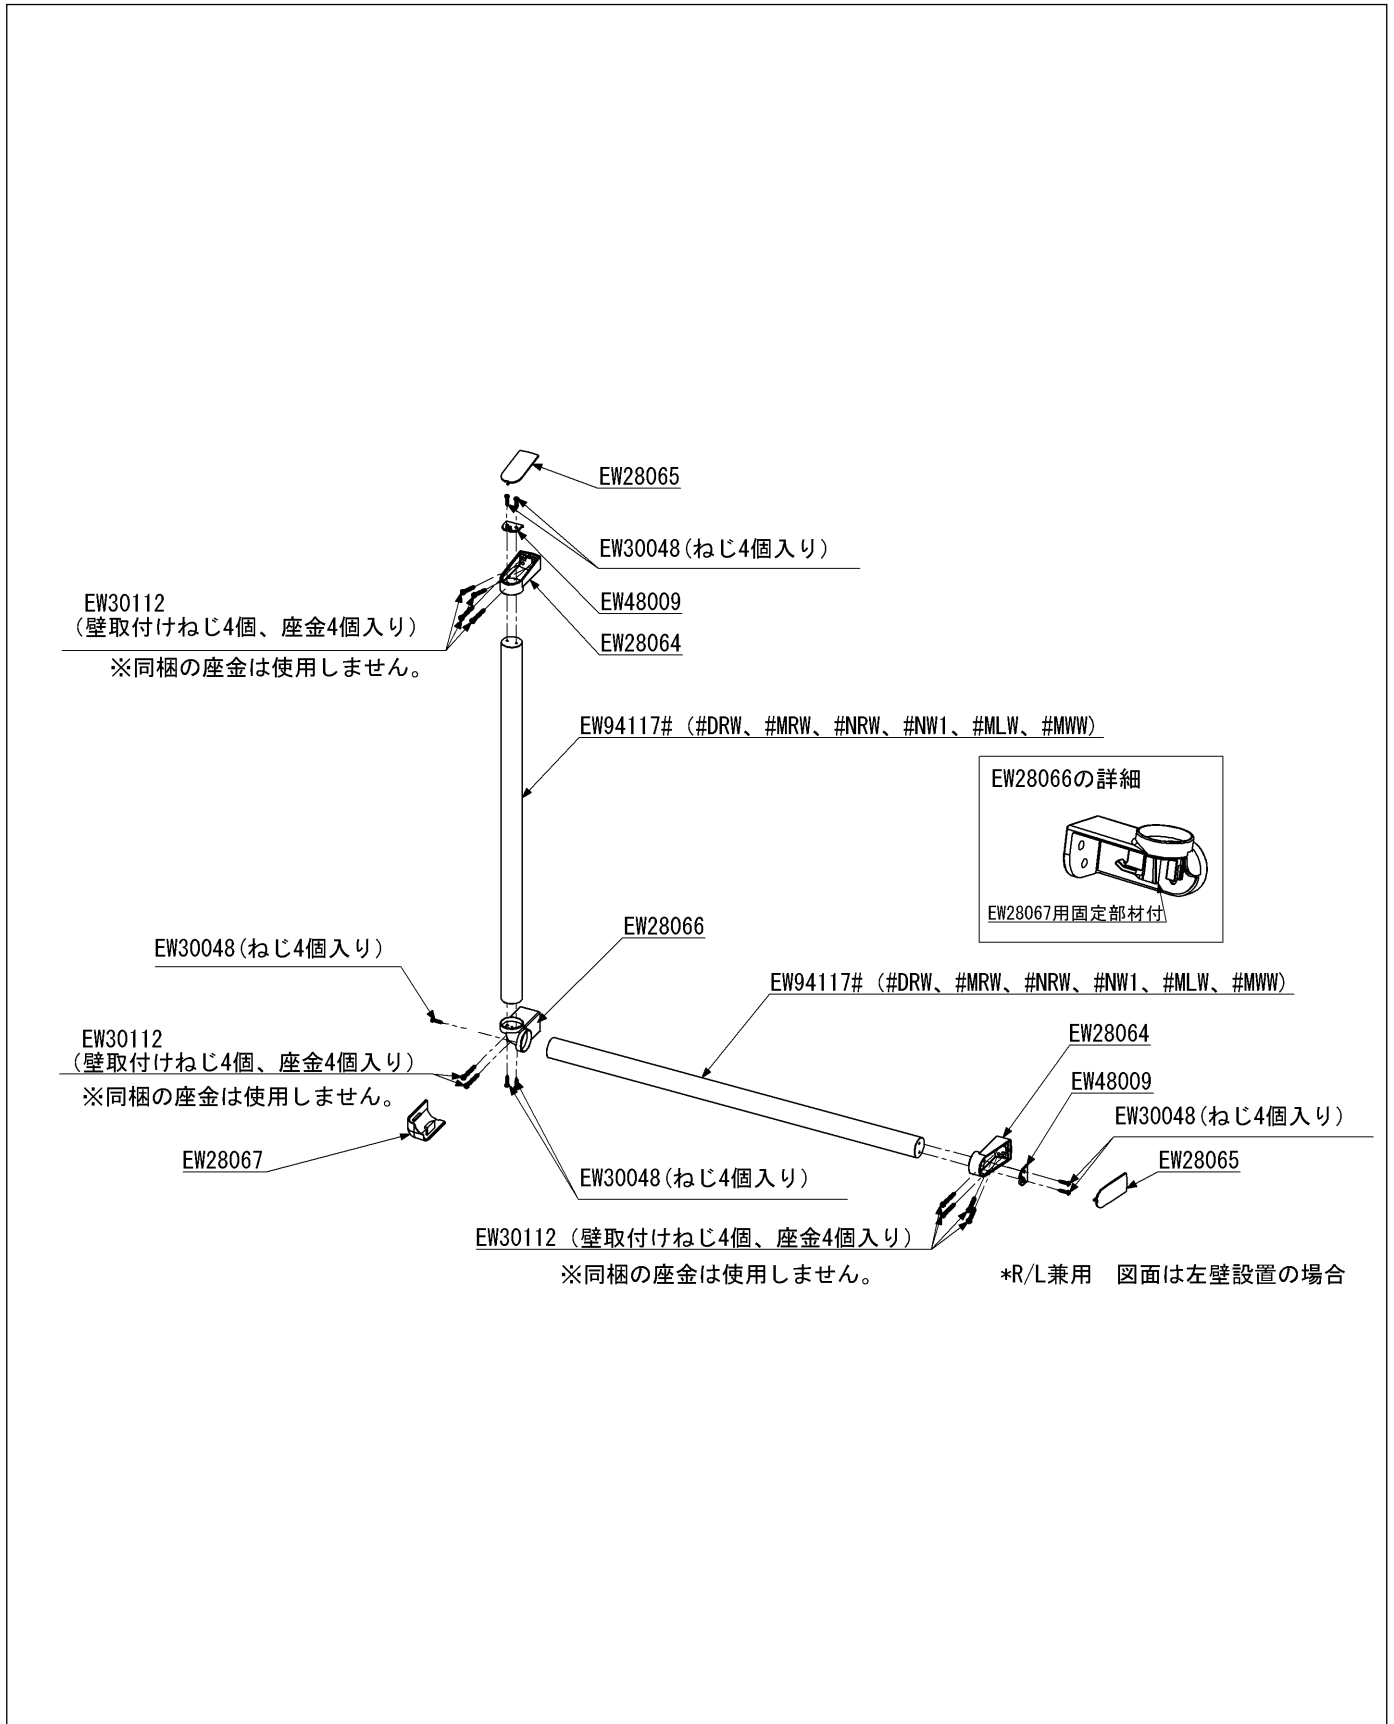 EW28065
EW30048(ねじ4個入り)
EW48009
EW28064
EW30112
(壁取付けねじ4個、座金4個入り)
※同梱の座金は使用しません。
EW94117# (#DRW、#MRW、#NRW、#NW1、#MLW、#MWW)
EW28066の詳細
EW28067用固定部材付
EW28066
EW30048(ねじ4個入り)
EW94117# (#DRW、#MRW、#NRW、#NW1、#MLW、#MWW)
EW30112
(壁取付けねじ4個、座金4個入り)
※同梱の座金は使用しません。
EW28067
EW28064
EW48009
EW30048(ねじ4個入り)
EW28065
EW30048(ねじ4個入り)
EW30112 (壁取付けねじ4個、座金4個入り)
※同梱の座金は使用しません。
*R/L兼用 図面は左壁設置の場合